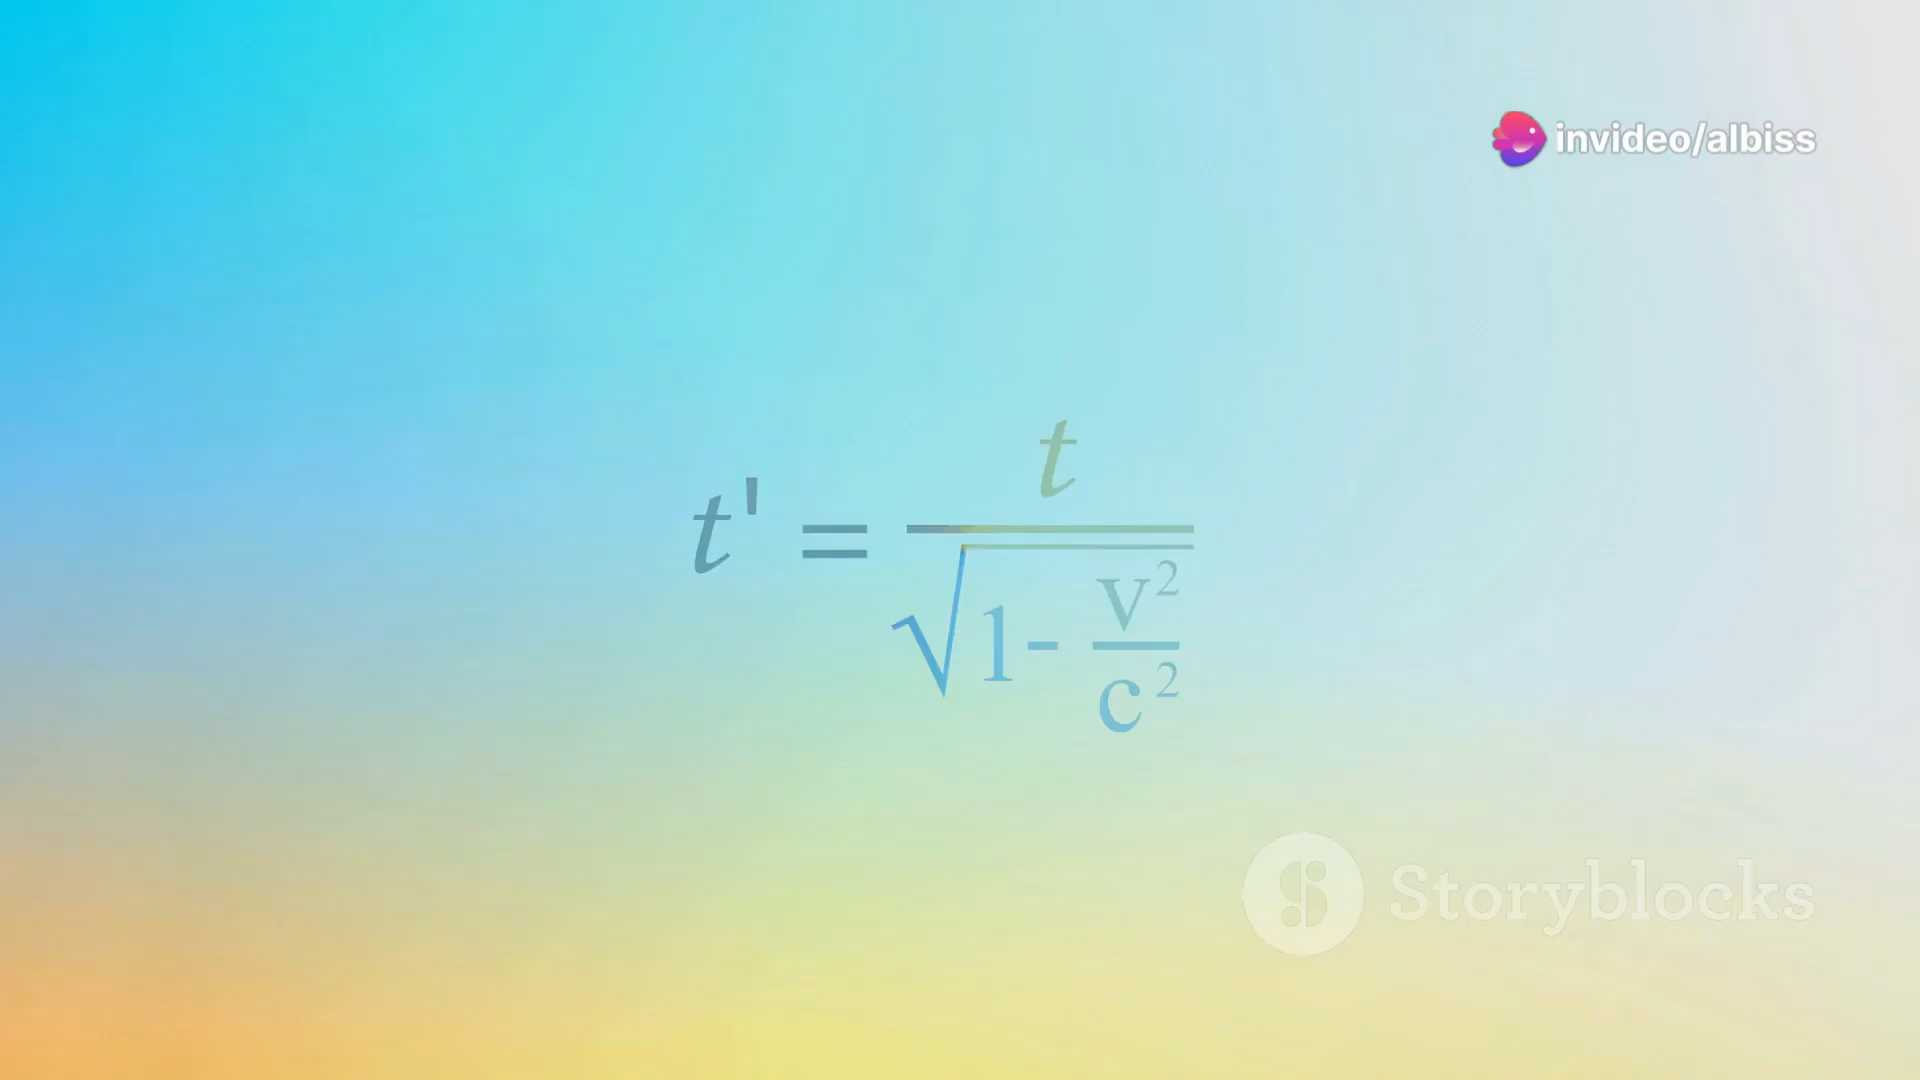 invideo/albiss
t' = t / √1- v²/c²
Storyblocks